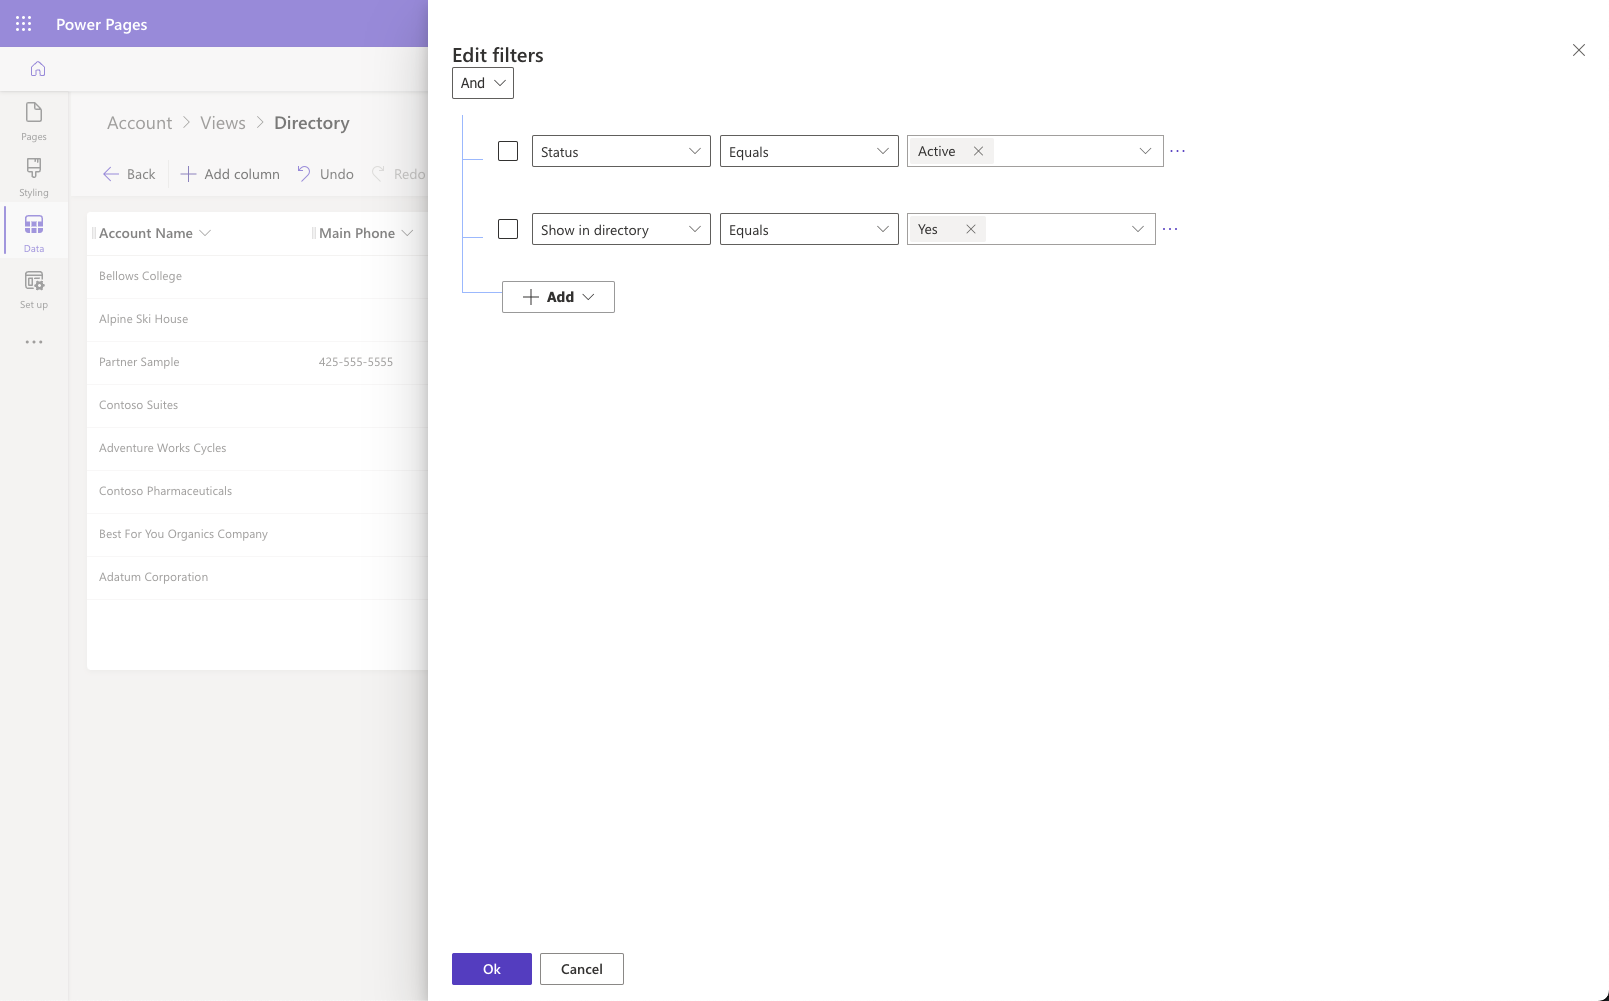 Power Pages
Edit filters
And
Pages
Account Views Directory
Status Equals Active
Back Add column Undo Redo
Styling
Account Name Main Phone
Show in directory Equals Yes
Data
Bellows College
Add
Set up
Alpine Ski House
Partner Sample 425-555-5555
Contoso Suites
Adventure Works Cycles
Contoso Pharmaceuticals
Best For You Organics Company
Adatum Corporation
Ok Cancel